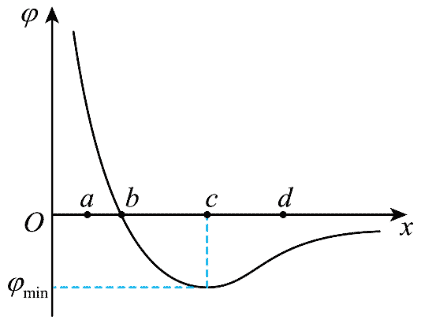 φ
a b c d
O x
φmin